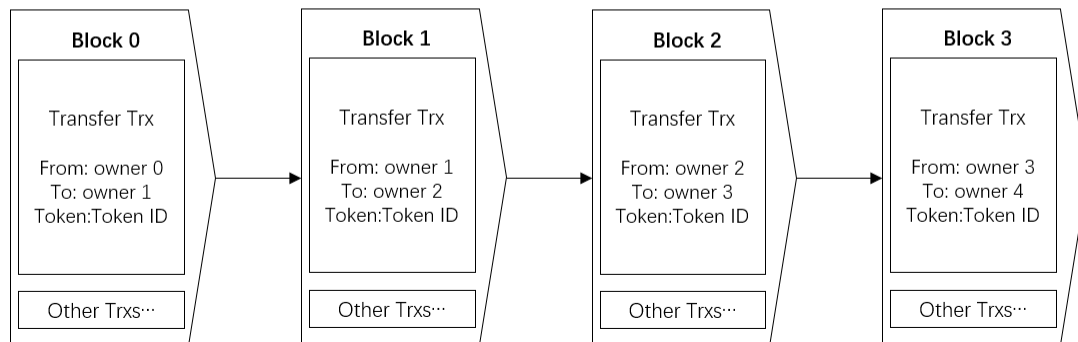 Block 0
Transfer Trx
From: owner 0
To: owner 1
Token:Token ID
Other Trxs···
Block 1
Transfer Trx
From: owner 1
To: owner 2
Token:Token ID
Other Trxs···
Block 2
Transfer Trx
From: owner 2
To: owner 3
Token:Token ID
Other Trxs···
Block 3
Transfer Trx
From: owner 3
To: owner 4
Token:Token ID
Other Trxs···